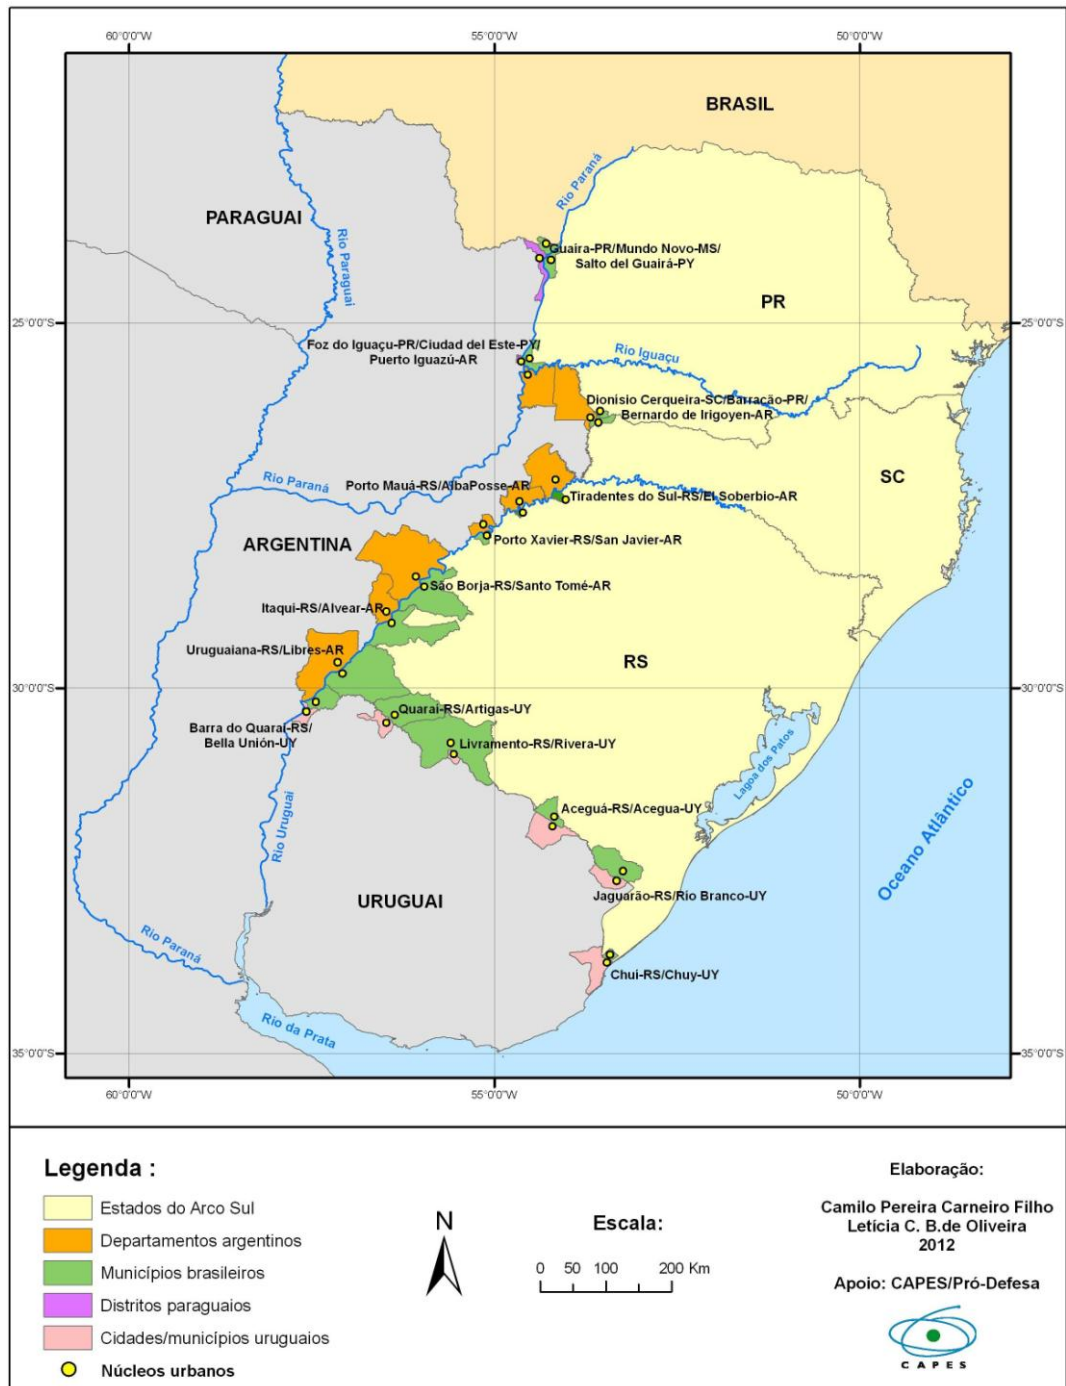 60°0'0"W
55°0'0"W
50°0'0"W
BRASIL
Rio Paraná
PARAGUAI
Rio Paraguai
Guaira-PR/Mundo Novo-MS/
Salto del Guairá-PY
PR
25°0'0"S
25°0'0"S
Foz do Iguaçu-PR/Ciudad del Este-PY/
Puerto Iguazú-AR
Rio Iguaçu
Dionisio Cerqueira-SC/Barracão-PR/
Bernardo de Irigoyen-AR
SC
Rio Paraná
Porto Mauá-RS/AlbaPosse-AR
Tiradentes do Sul-RS/El Soberbio-AR
Porto Xavier-RS/San Javier-AR
ARGENTINA
São Borja-RS/Santo Tomé-AR
Itaqui-RS/Alvear-AR
Uruguaiana-RS/Libres-AR
RS
30°0'0"S
30°0'0"S
Quaraí-RS/Artigas-UY
Barra do Quaraí-RS/
Bella Unión-UY
Livramento-RS/Rivera-UY
Lagoa dos Patos
Rio Uruguai
Aceguá-RS/Acegua-UY
Oceano Atlântico
URUGUAI
Jaguarão-RS/Rio Branco-UY
Rio Paraná
Chui-RS/Chuy-UY
Rio da Prata
35°0'0"S
35°0'0"S
60°0'0"W
55°0'0"W
50°0'0"W
Legenda :
Estados do Arco Sul
Departamentos argentinos
Municípios brasileiros
Distritos paraguaios
Cidades/municípios uruguaios
Núcleos urbanos
N
Escala:
0 50 100 200 Km
Elaboração:
Camilo Pereira Carneiro Filho
Letícia C. B.de Oliveira
2012
Apoio: CAPES/Pró-Defesa
CAPES